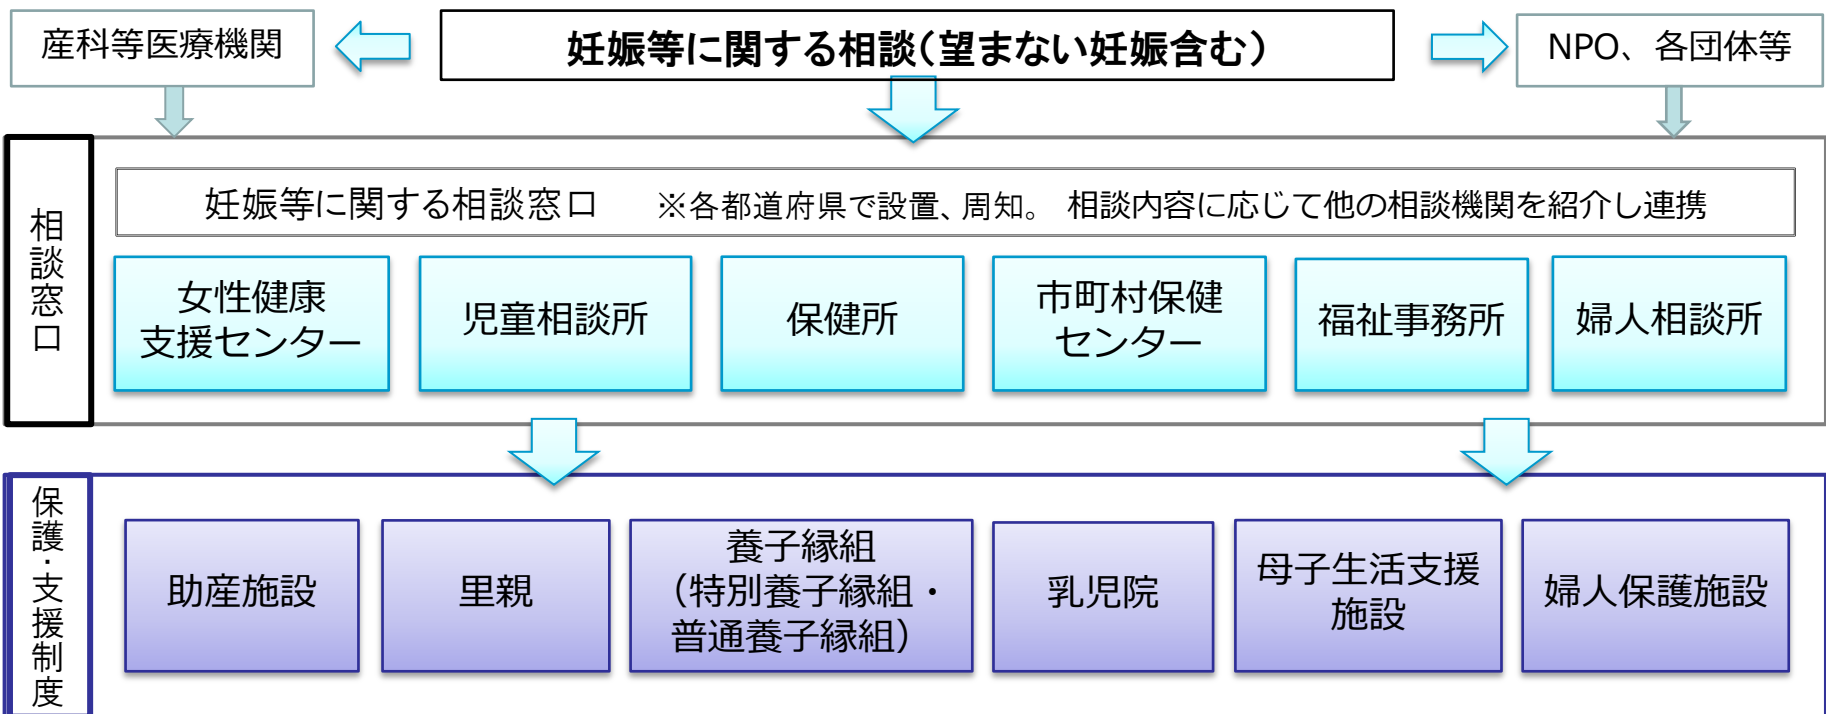 産科等医療機関
妊娠等に関する相談（望まない妊娠含む）
NPO、各団体等
相談窓口
妊娠等に関する相談窓口　※各都道府県で設置、周知。 相談内容に応じて他の相談機関を紹介し連携
女性健康
支援センター
児童相談所
保健所
市町村保健
センター
福祉事務所
婦人相談所
保護・支援制度
助産施設
里親
養子縁組
（特別養子縁組・
普通養子縁組）
乳児院
母子生活支援
施設
婦人保護施設